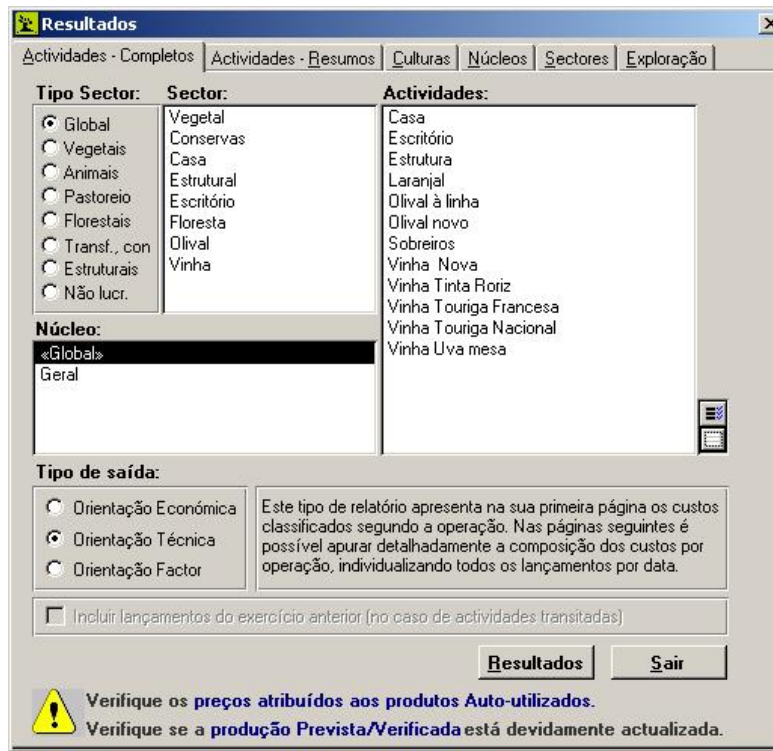 Resultados
Actividades - Completos
Actividades - Resumos
Culturas
Núcleos
Sectores
Exploração
Tipo Sector:
Global
Vegetais
Animais
Pastoreio
Florestais
Transf., con
Estruturais
Não lucr.
Sector:
Vegetal
Conservas
Casa
Estrutural
Escritório
Floresta
Olival
Vinha
Actividades:
Casa
Escritório
Estrutura
Laranjal
Olival à linha
Olival novo
Sobreiros
Vinha Nova
Vinha Tinta Roriz
Vinha Touriga Francesa
Vinha Touriga Nacional
Vinha Uva mesa
Núcleo:
«Global»
Geral
Tipo de saída:
Orientação Económica
Orientação Técnica
Orientação Factor
Este tipo de relatório apresenta na sua primeira página os custos
classificados segundo a operação. Nas páginas seguintes é
possível apurar detalhadamente a composição dos custos por
operação, individualizando todos os lançamentos por data.
Incluir lançamentos do exercício anterior (no caso de actividades transitadas)
Resultados
Sair
Verifique os preços atribuídos aos produtos Auto-utilizados.
Verifique se a produção Prevista/Verificada está devidamente actualizada.